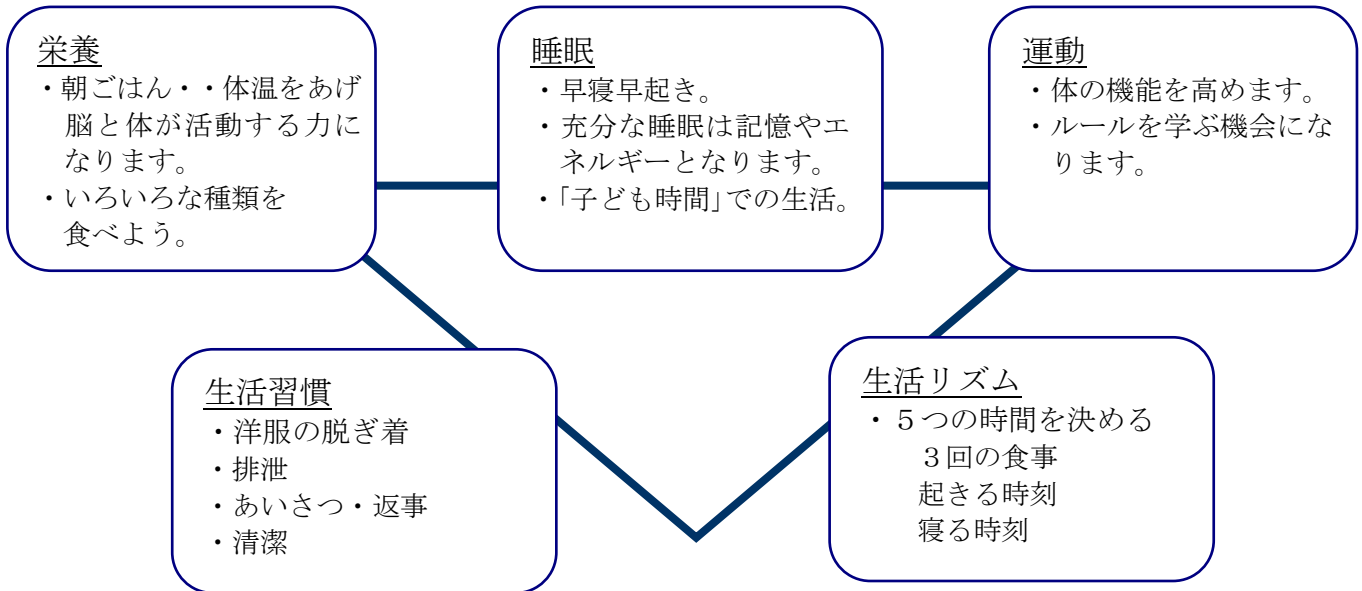 栄養
・朝ごはん・・体温をあげ
脳と体が活動する力に
なります。
・いろいろな種類を
食べよう。
睡眠
・早寝早起き。
・充分な睡眠は記憶やエ
ネルギーとなります。
・「子ども時間」での生活。
運動
・体の機能を高めます。
・ルールを学ぶ機会にな
ります。
生活習慣
・洋服の脱ぎ着
・排泄
・あいさつ・返事
・清潔
生活リズム
・５つの時間を決める
３回の食事
起きる時刻
寝る時刻